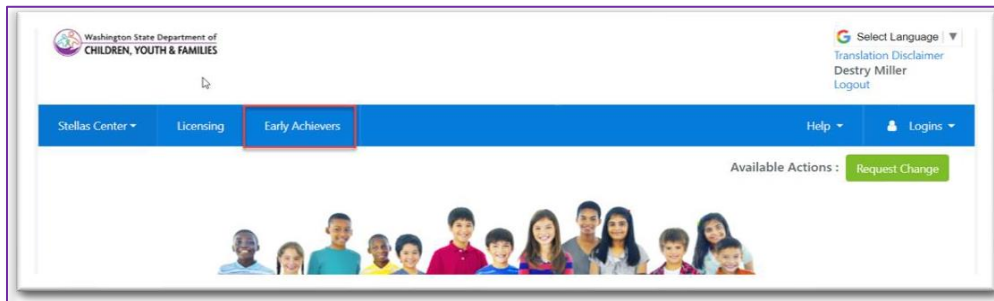 Washington State Department of
CHILDREN, YOUTH & FAMILIES
Select Language ▼
Translation Disclaimer
Destry Miller
Logout
Stellas Center
Licensing
Early Achievers
Help
Logins
Available Actions :
Request Change